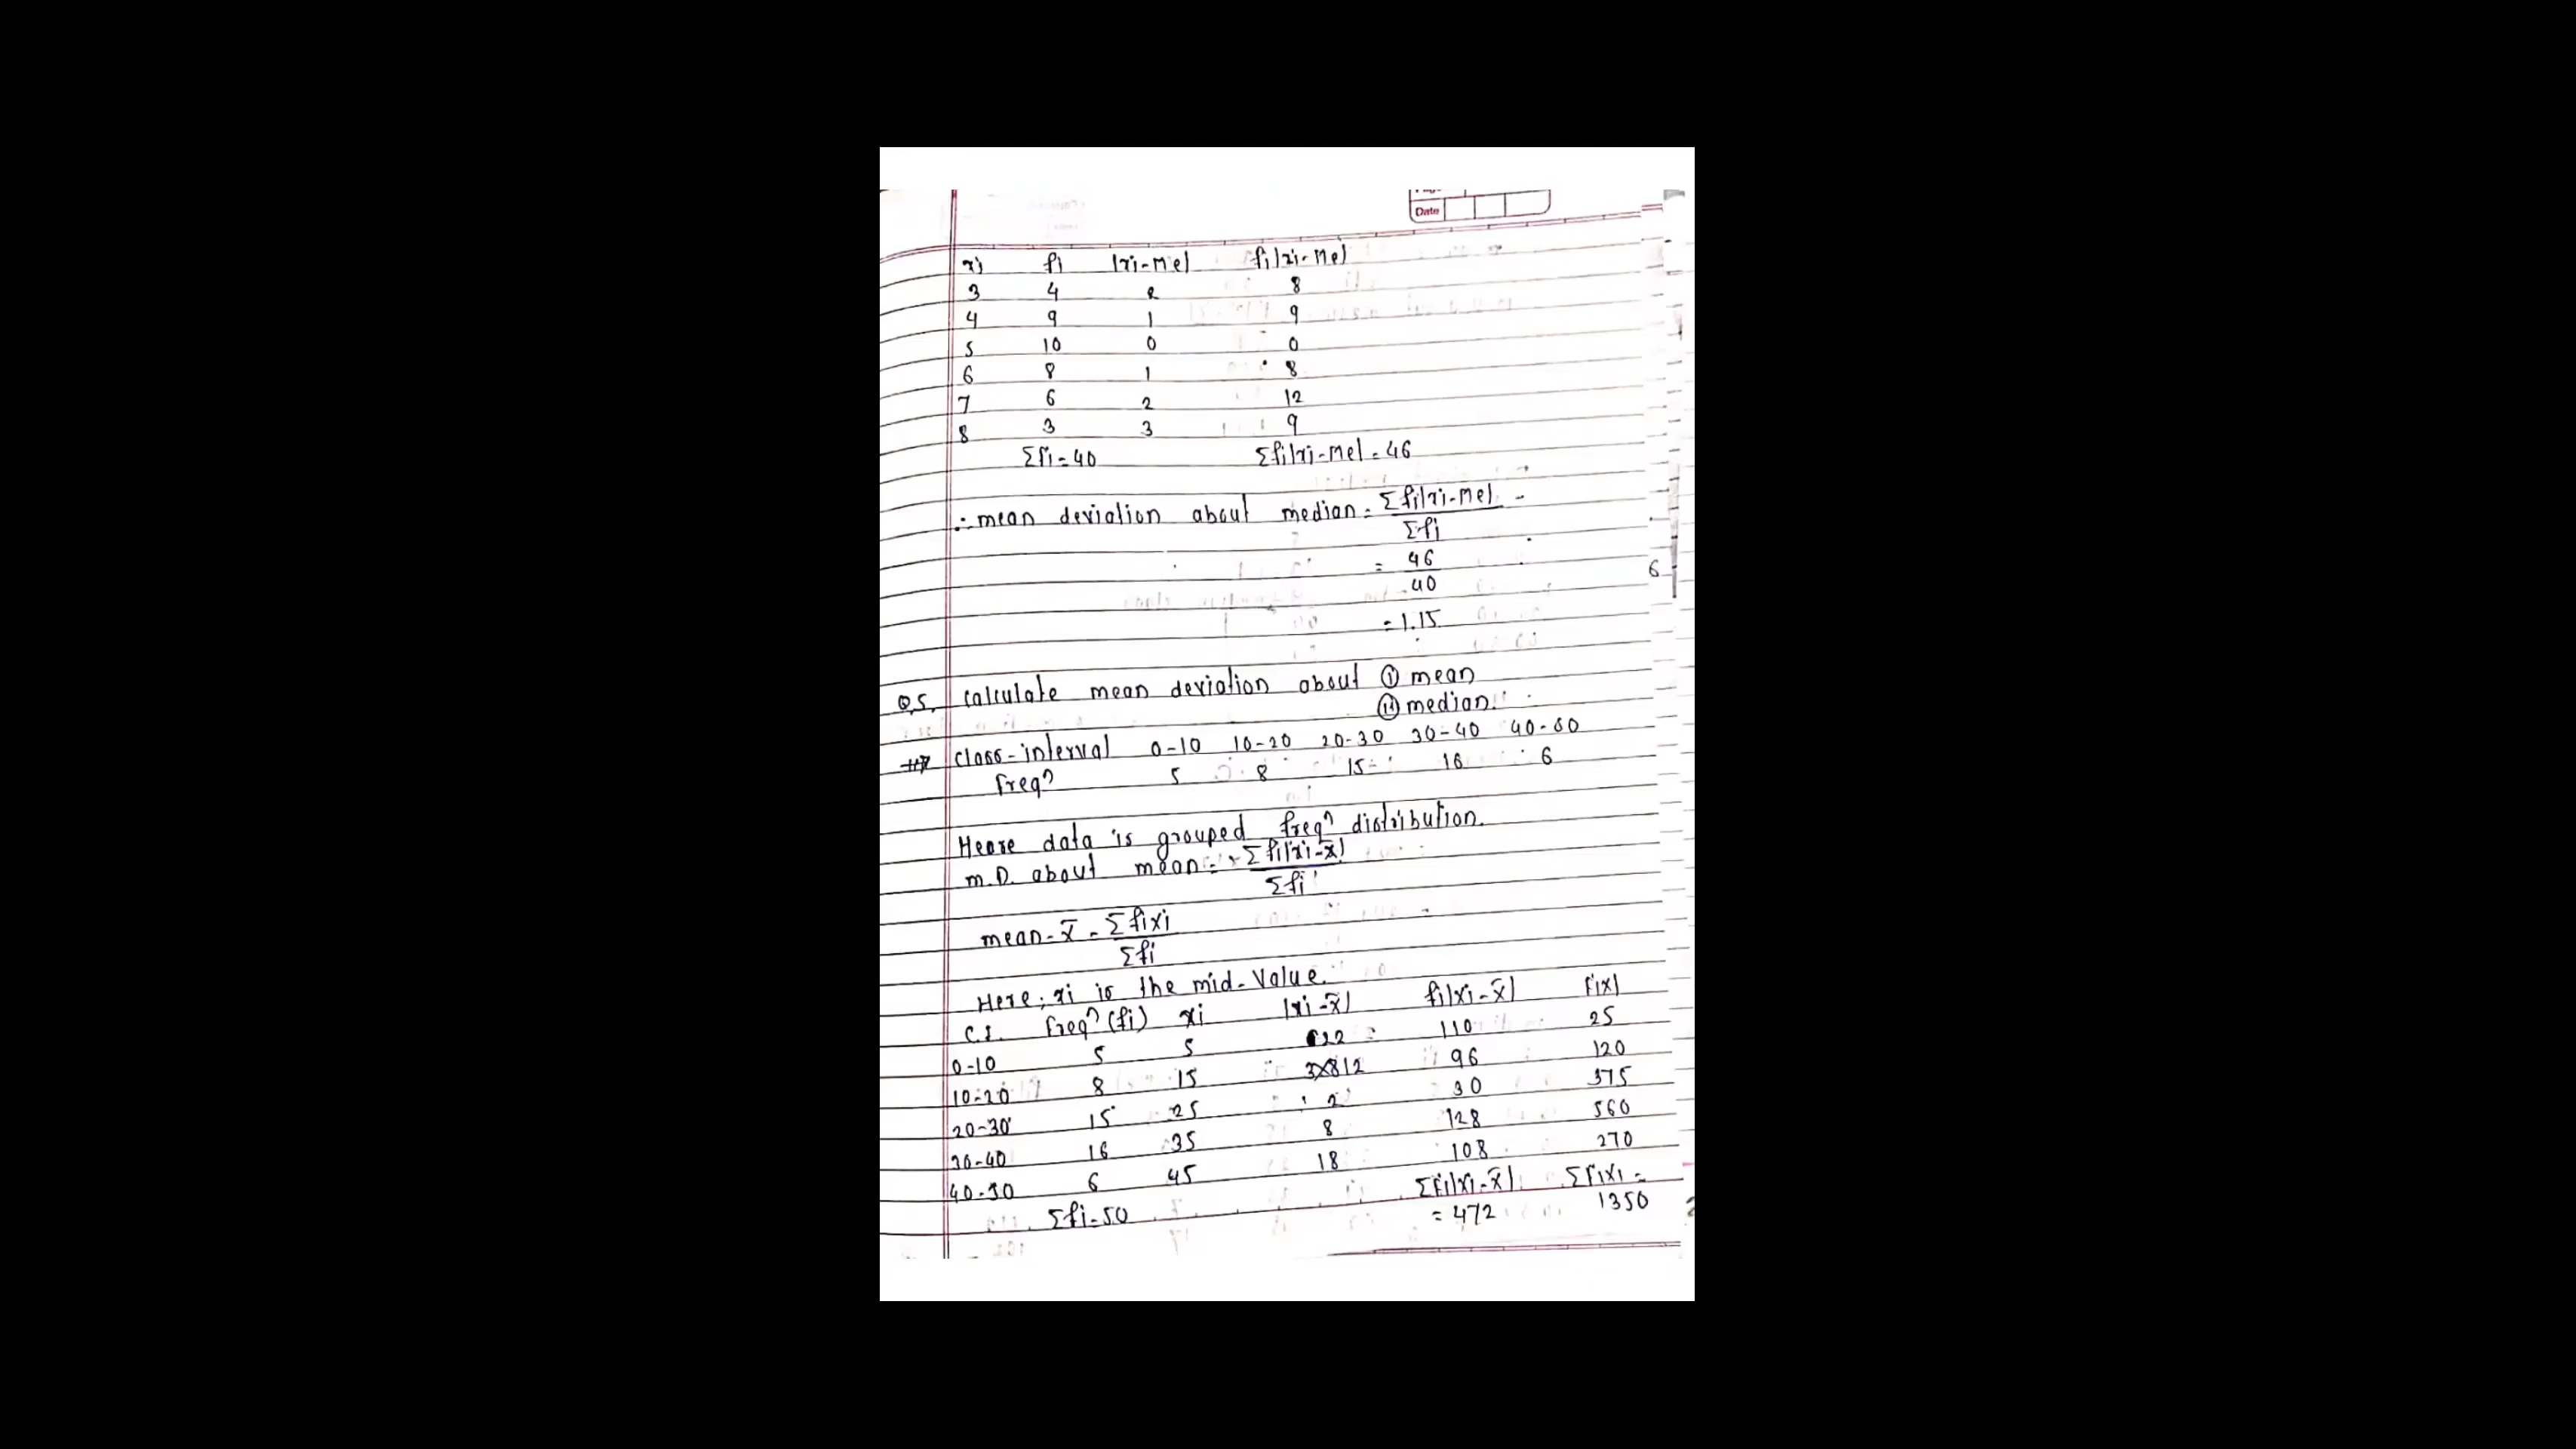 Date
xi fi |xi-Me| fi|xi-Me|
3 4 2 8
4 9 1 9
5 10 0 0
6 8 1 8
7 6 2 12
8 3 3 9
Σfi = 40 Σfi|xi-Me| = 46
∴ mean deviation about median = Σfi|xi-Me|
Σfi
= 46
40
= 1.15
6
Q.5. Calculate mean deviation about (i) mean
(ii) median.
Class-interval 0-10 10-20 20-30 30-40 40-50
freqⁿ 5 8 15 16 6
Heare data is grouped freqⁿ distribution.
M.D. about mean = Σfi|xi-x̄|
Σfi
mean = x̄ = Σfixi
Σfi
Here, xi is the mid-value.
C.I. freqⁿ (fi) xi |xi-x̄| fi|xi-x̄| fixi
0-10 5 5 22 110 25
10-20 8 15 12 96 120
20-30 15 25 2 30 375
30-40 16 35 8 128 560
40-50 6 45 18 108 270
Σfi = 50 Σfi|xi-x̄| Σfixi =
= 472 1350